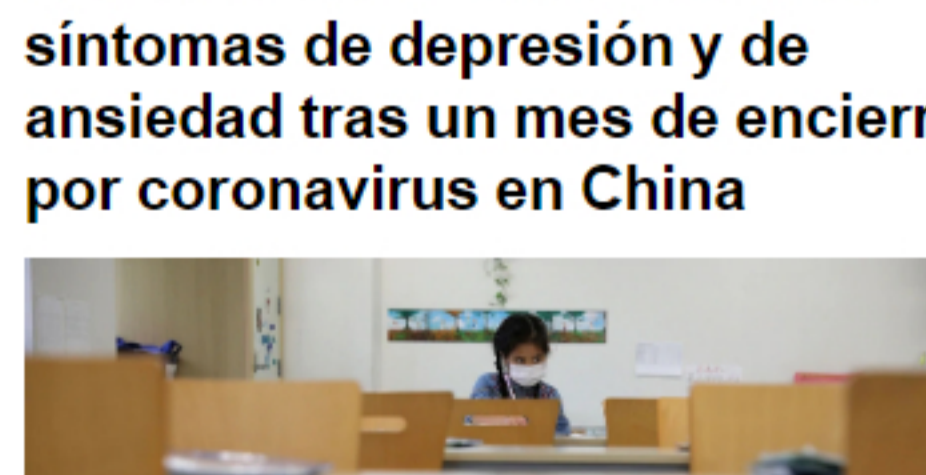 síntomas de depresión y de
ansiedad tras un mes de encierr
por coronavirus en China